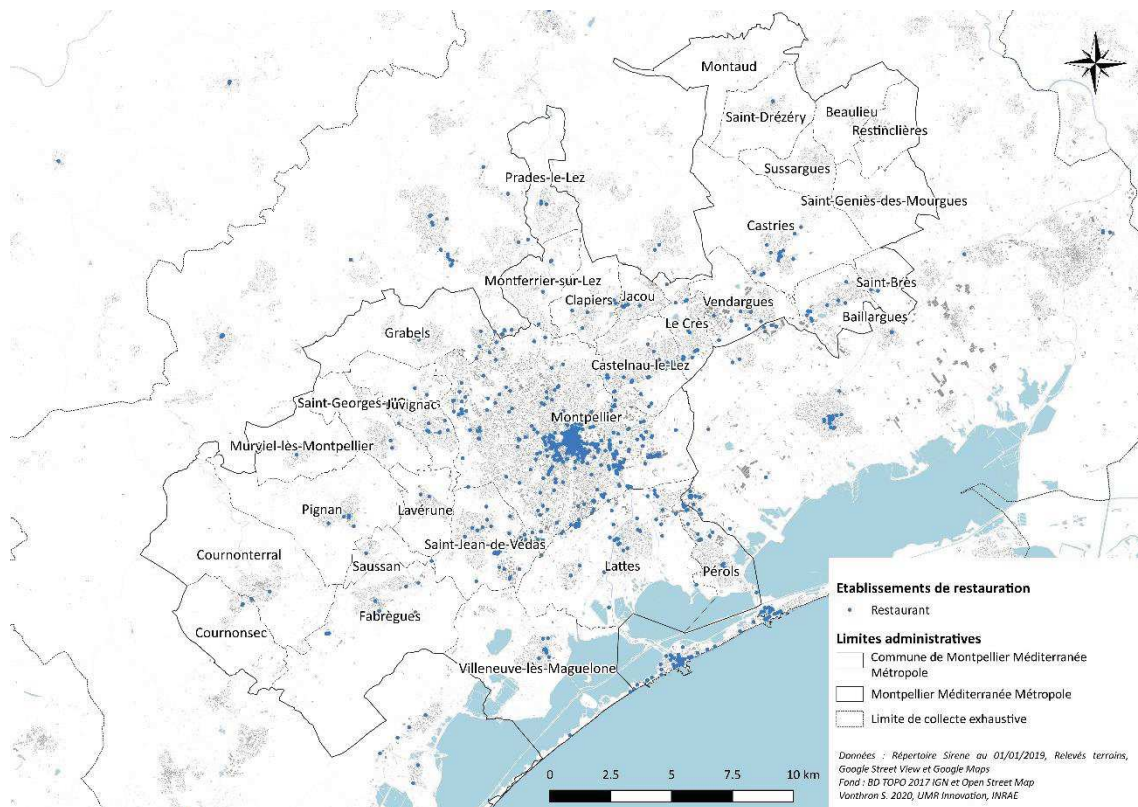 Montaud
Saint-Drézéry
Beaulieu
Restinclières
Sussargues
Prades-le-Lez
Saint-Geniès-des-Mourgues
Castries
Montferrier-sur-Lez
Saint-Brès
Clapiers
Jacou
Vendargues
Baillargues
Le Crès
Grabels
Castelnau-le-Lez
Saint-Georges-
Juvignac
Montpellier
Murviel-lès-Montpellier
Pignan
Lavérune
Saint-Jean-de-Védas
Cournonterral
Saussan
Lattes
Pérols
Fabrègues
Cournonsec
Villeneuve-lès-Maguelone
Etablissements de restauration
Restaurant
Limites administratives
Commune de Montpellier Méditerranée
Métropole
Montpellier Méditerranée Métropole
Limite de collecte exhaustive
Données : Répertoire Sirene au 01/01/2019, Relevés terroins,
Google Street View et Google Maps
Fond : BD TOPO 2017 IGN et Open Street Map
Vonthron S. 2020, UMR Innovation, INRAE
0 2.5 5 7.5 10 km